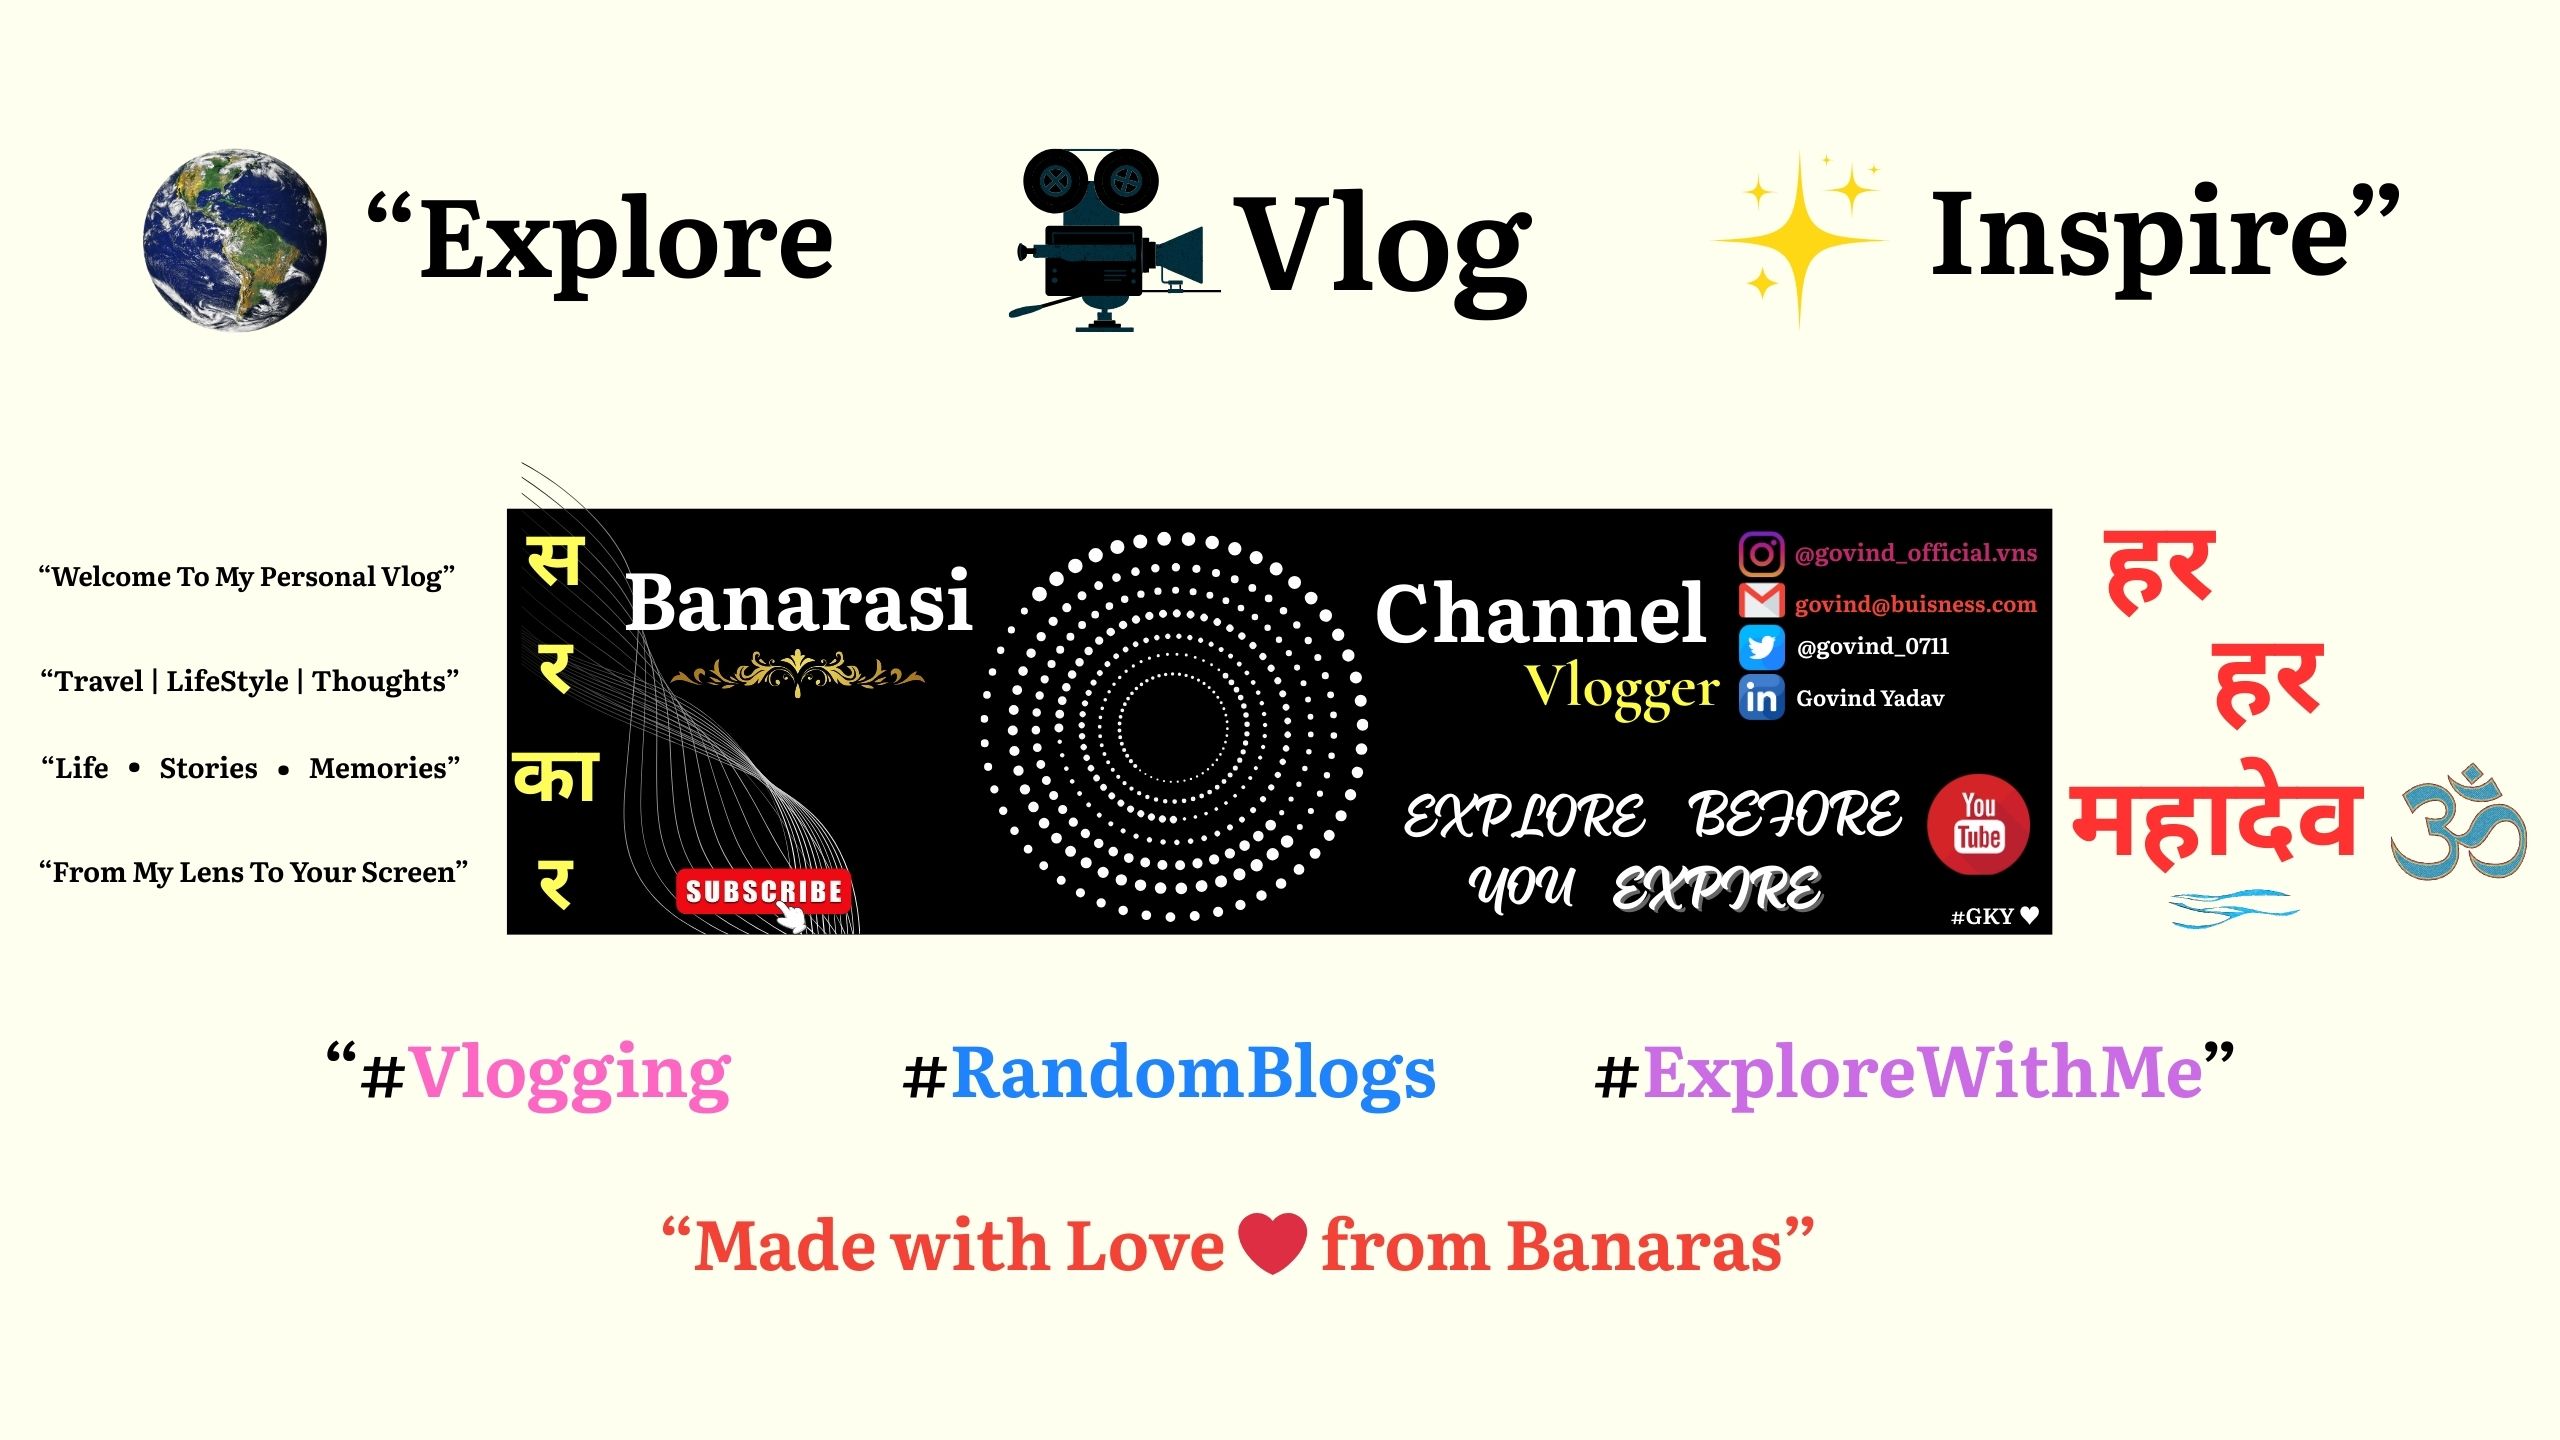 “Explore Vlog Inspire”
“Welcome To My Personal Vlog”
“Travel | LifeStyle | Thoughts”
“Life • Stories • Memories”
“From My Lens To Your Screen”
स
र
का
र
Banarasi
SUBSCRIBE
Channel
Vlogger
@govind_official.vns
govind@buisness.com
@govind_0711
in Govind Yadav
EXPLORE BEFORE
YOU EXPIRE
You
Tube
#GKY ♥
हर
हर
महादेव ॐ
“#Vlogging #RandomBlogs #ExploreWithMe”
“Made with Love ❤ from Banaras”